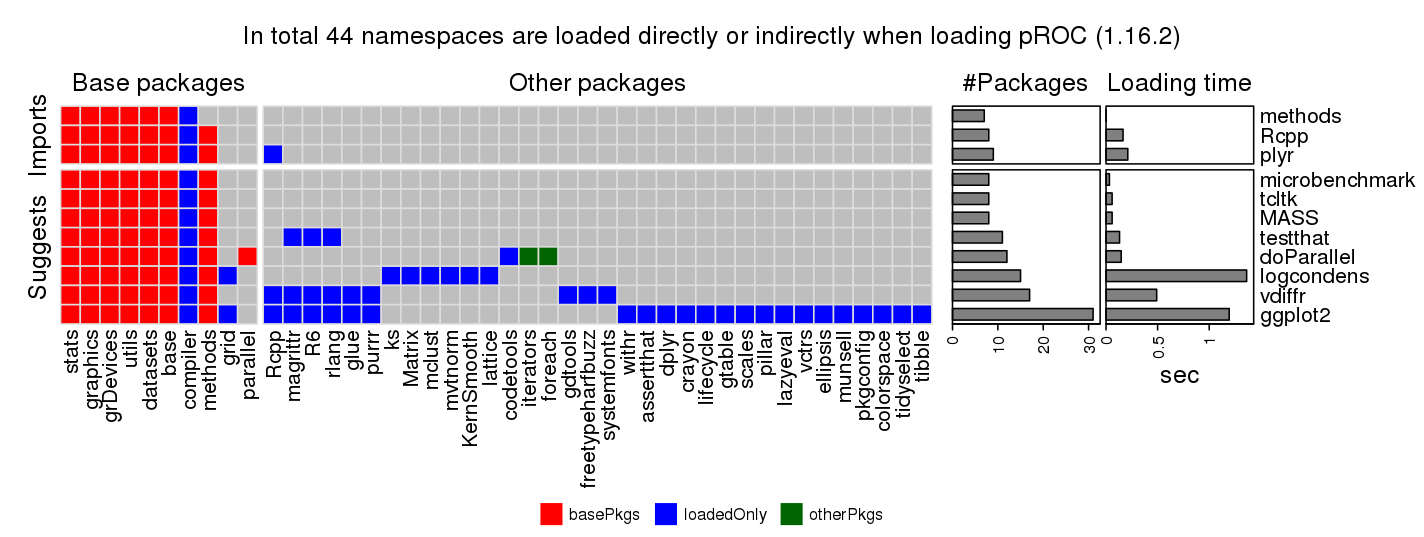 In total 44 namespaces are loaded directly or indirectly when loading pROC (1.16.2)
Base packages
Other packages
#Packages
Loading time
Imports
Suggests
methods
Rcpp
plyr
microbenchmark
tcltk
MASS
testthat
doParallel
logcondens
vdiffr
ggplot2
stats
graphics
grDevices
utils
datasets
base
compiler
methods
grid
parallel
Rcpp
magrittr
R6
rlang
glue
purrr
ks
Matrix
mclust
mvtnorm
KernSmooth
lattice
codetools
iterators
foreach
gdtools
freetypeharfbuzz
systemfonts
withr
assertthat
dplyr
crayon
lifecycle
gtable
scales
pillar
lazyeval
vctrs
ellipsis
munsell
pkgconfig
colorspace
tidyselect
tibble
0
10
20
30
0
0.5
1
sec
basePkgs
loadedOnly
otherPkgs